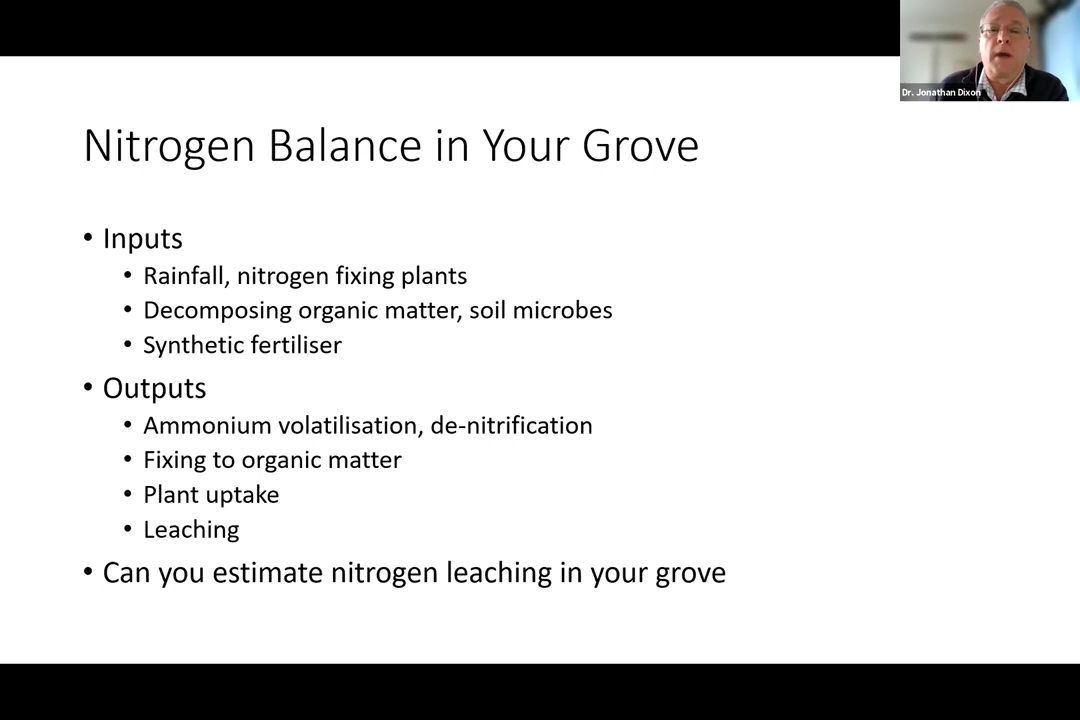 Dr. Jonathan Dixon
Nitrogen Balance in Your Grove
• Inputs
• Rainfall, nitrogen fixing plants
• Decomposing organic matter, soil microbes
• Synthetic fertiliser
• Outputs
• Ammonium volatilisation, de-nitrification
• Fixing to organic matter
• Plant uptake
• Leaching
• Can you estimate nitrogen leaching in your grove